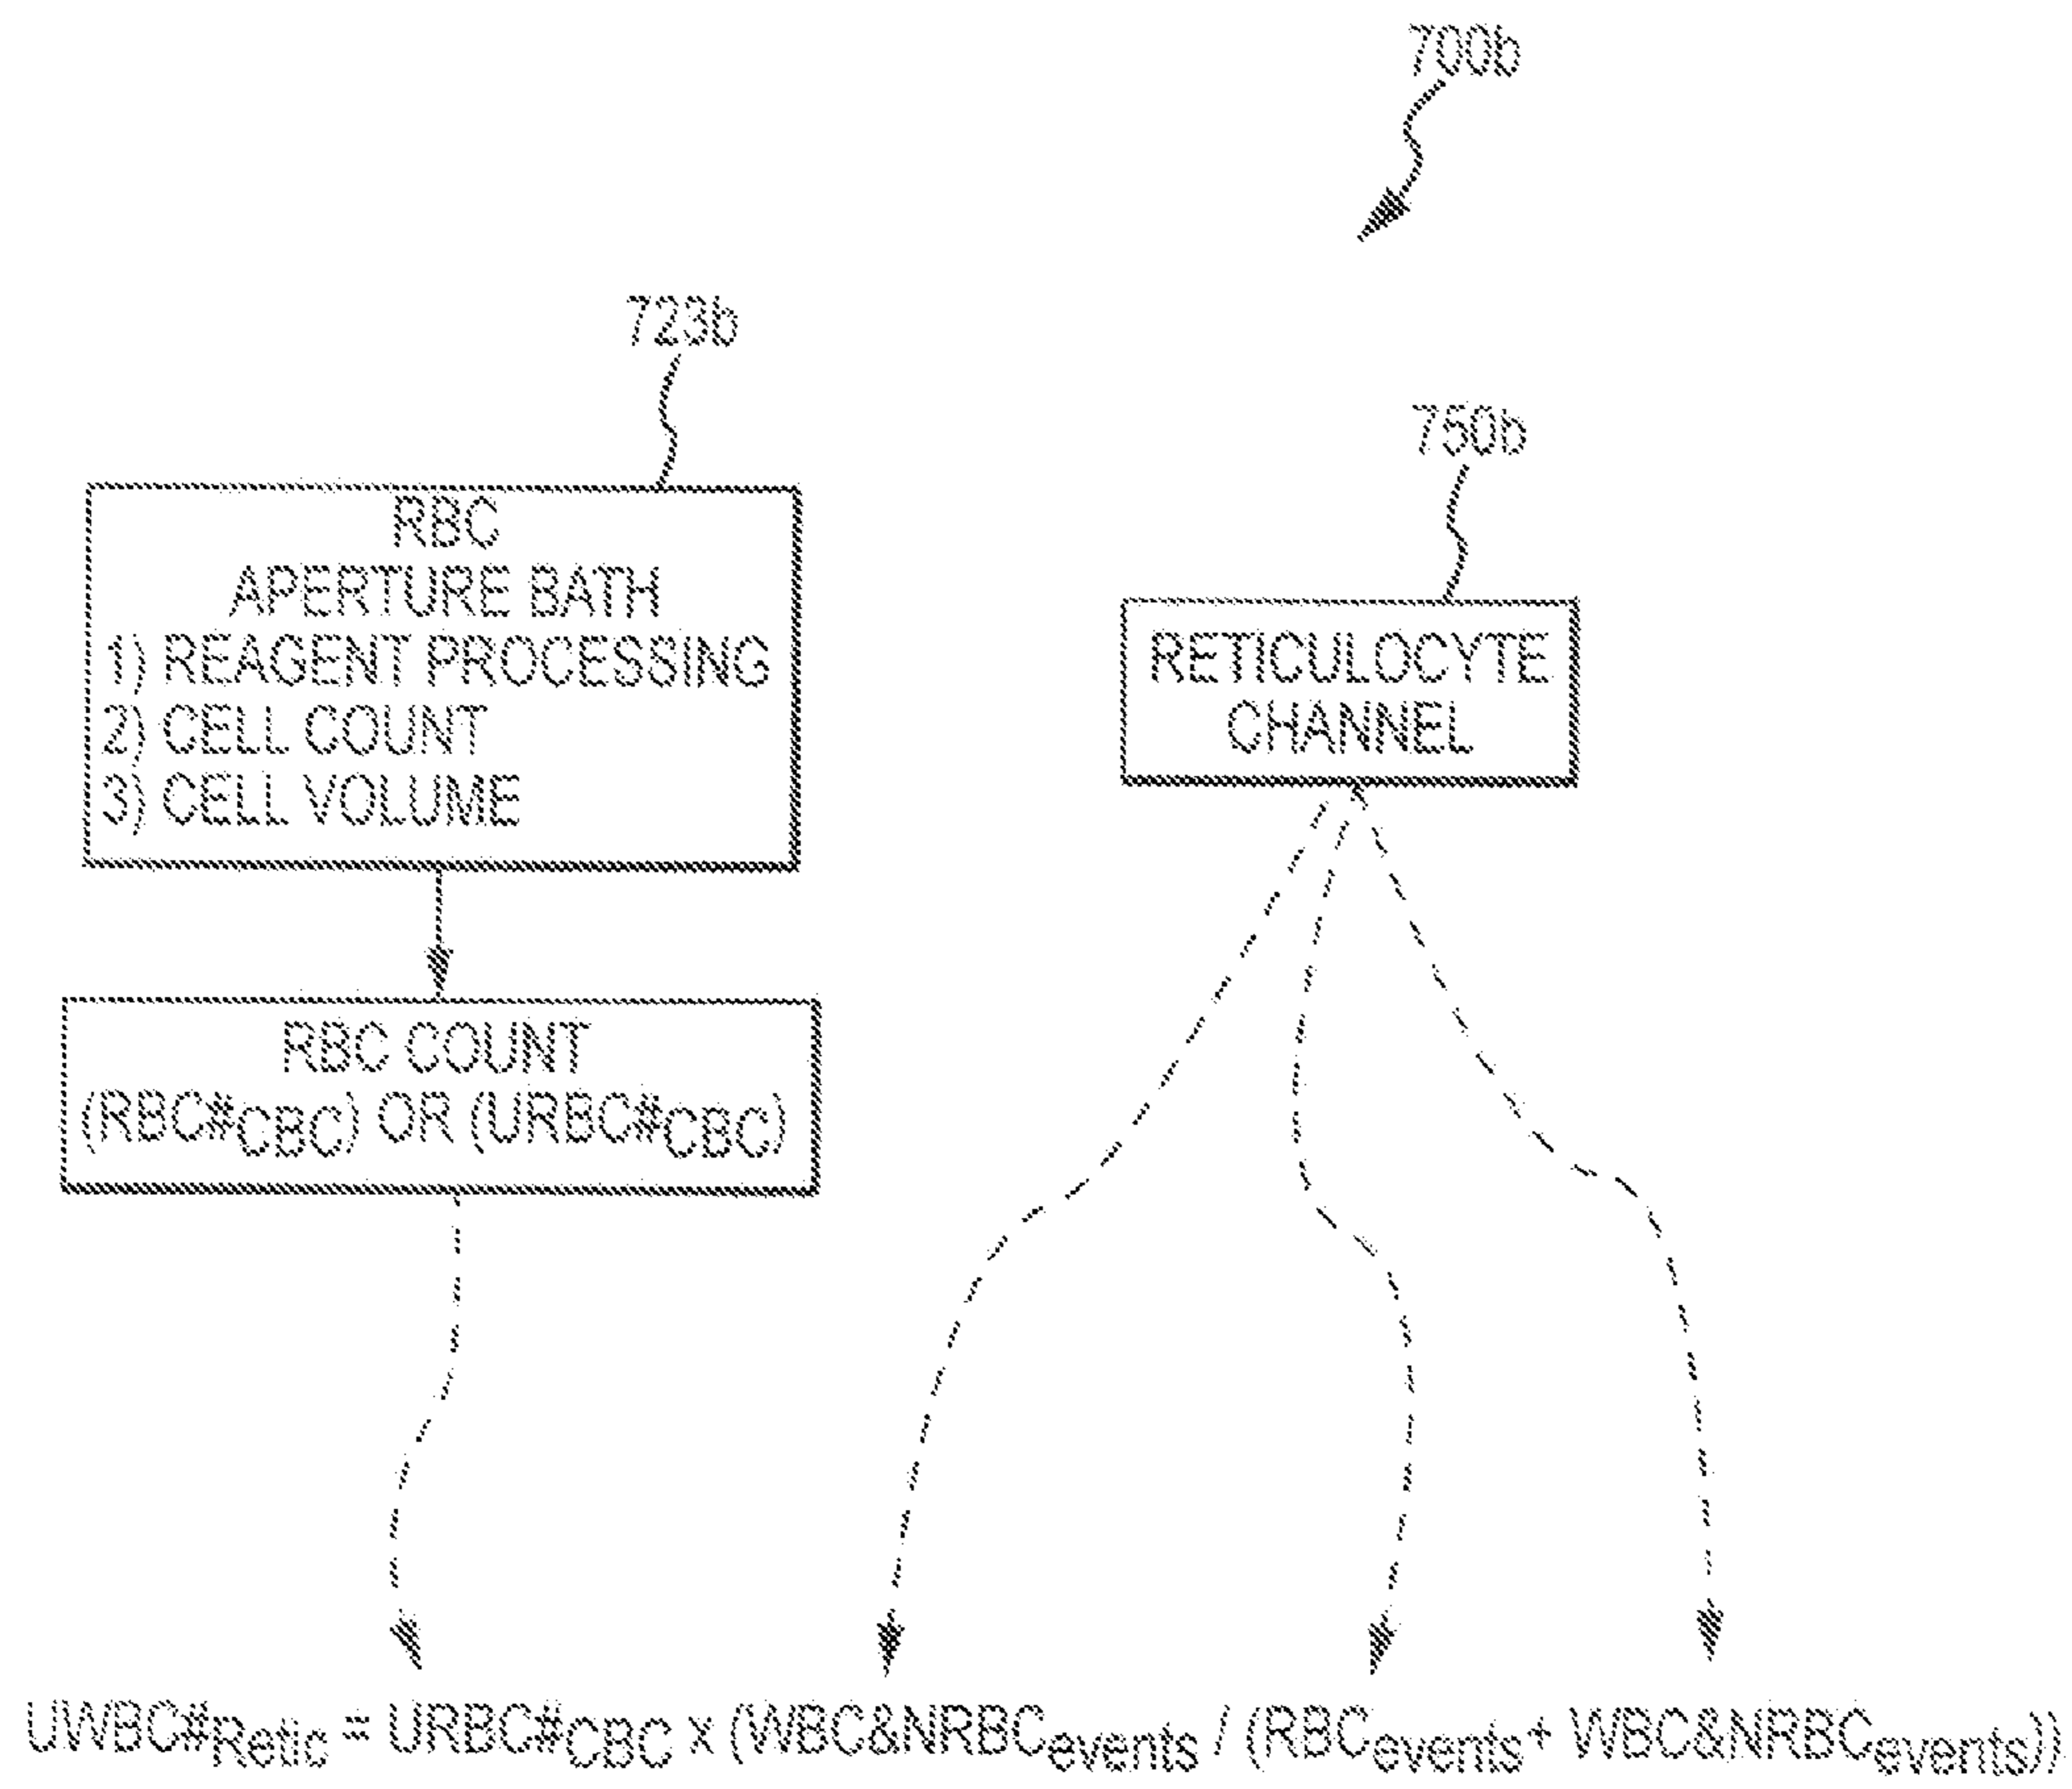 700b
723b
750b
RBC
APERTURE BATH
1) REAGENT PROCESSING
2) CELL COUNT
3) CELL VOLUME
RETICULOCYTE
CHANNEL
RBC COUNT
(RBC#CBC) OR (URBC#CBC)
UWBC#Retic = URBC#CBC x (WBC&NRBCevents / (RBCevents+ WBC&NRBCevents))